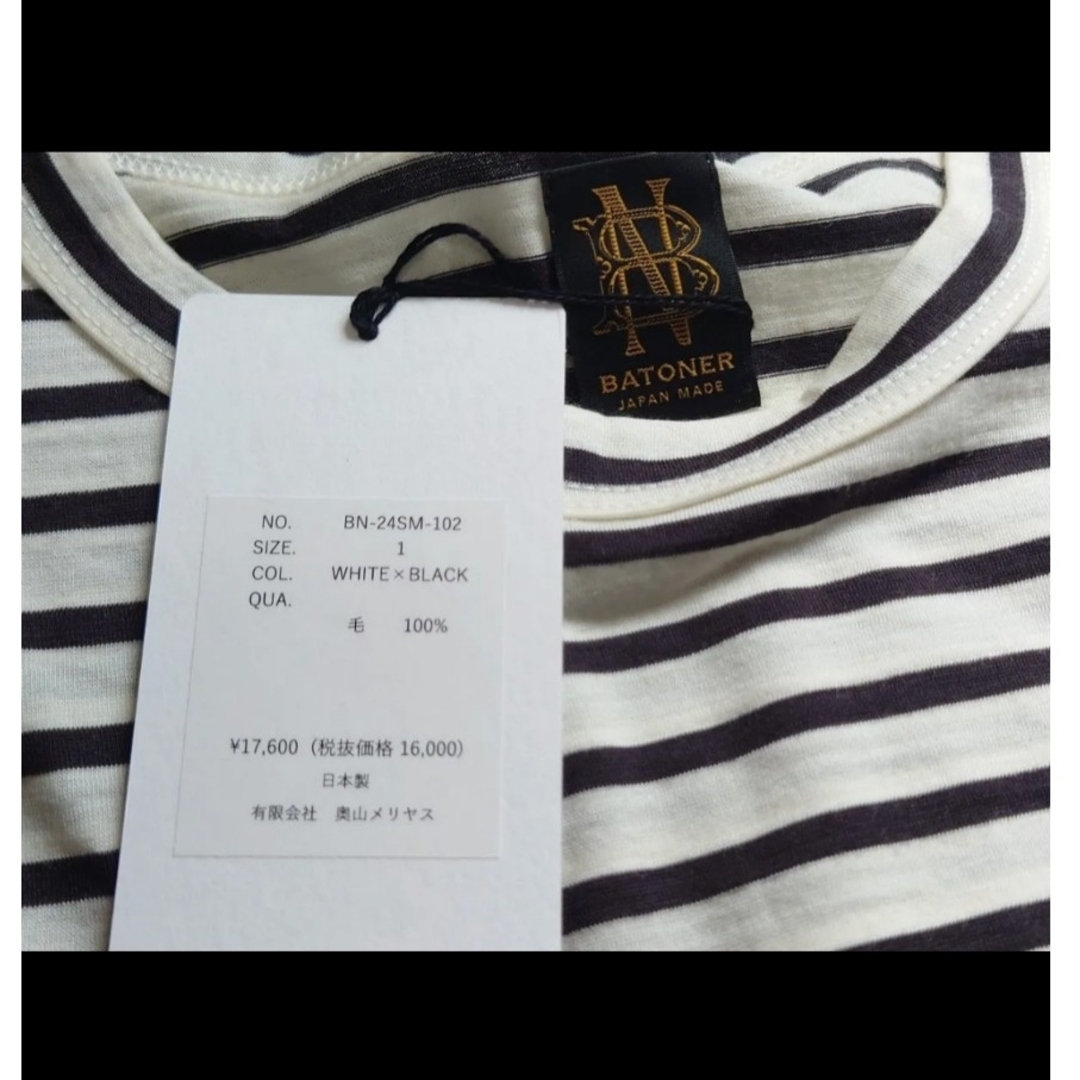 BATONER
JAPAN MADE
NO. BN-24SM-102
SIZE. 1
COL. WHITE×BLACK
QUA.
毛 100%
¥17,600（税抜価格 16,000）
日本製
有限会社 奥山メリヤス